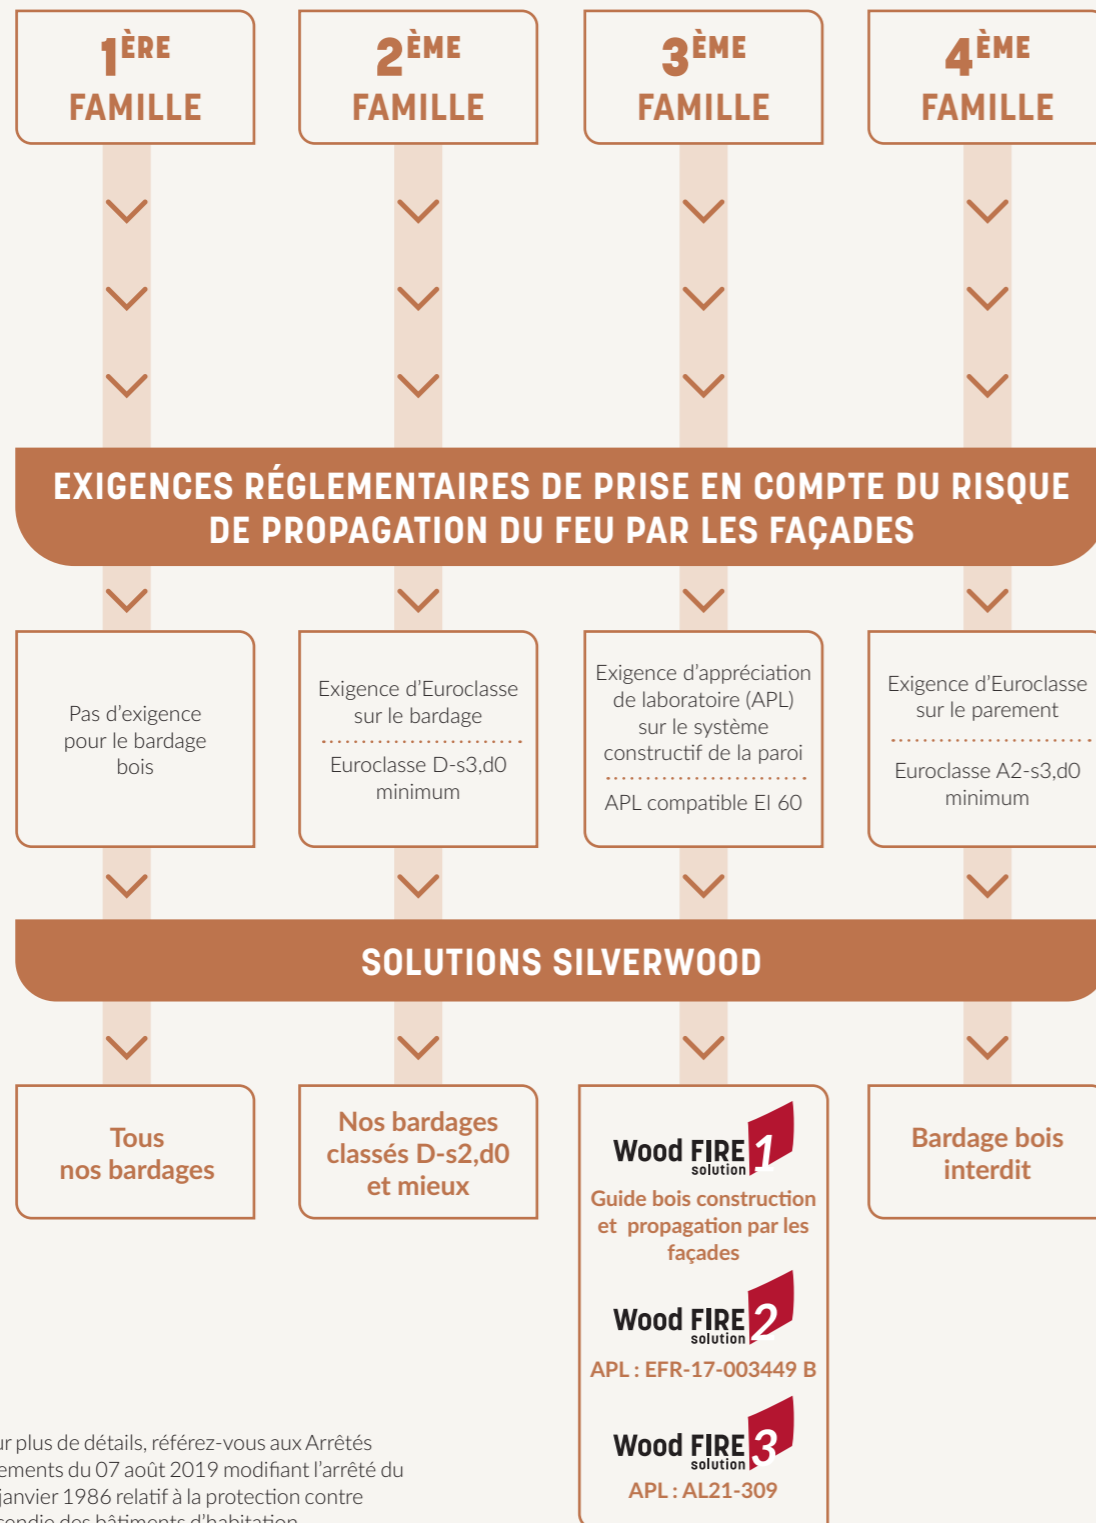 1ÈRE
FAMILLE
2ÈME
FAMILLE
3ÈME
FAMILLE
4ÈME
FAMILLE
EXIGENCES RÉGLEMENTAIRES DE PRISE EN COMPTE DU RISQUE
DE PROPAGATION DU FEU PAR LES FAÇADES
Pas d'exigence
pour le bardage
bois
Exigence d'Euroclasse
sur le bardage
Euroclasse D-s3,d0
minimum
Exigence d'appréciation
de laboratoire (APL)
sur le système
constructif de la paroi
APL compatible EI 60
Exigence d'Euroclasse
sur le parement
Euroclasse A2-s3,d0
minimum
SOLUTIONS SILVERWOOD
Tous
nos bardages
Nos bardages
classés D-s2,d0
et mieux
Wood FIRE 1
solution
Guide bois construction
et propagation par les
façades
Wood FIRE 2
solution
APL : EFR-17-003449 B
Wood FIRE 3
solution
APL : AL21-309
Bardage bois
interdit
plus de détails, référez-vous aux Arrêtés
du 07 août 2019 modifiant l'arrêté du
janvier 1986 relatif à la protection contre
des bâtiments d'habitation